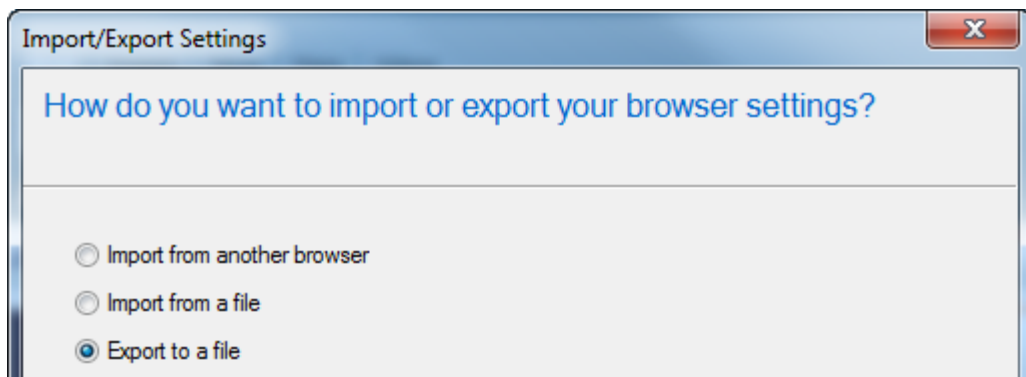 Import/Export Settings
How do you want to import or export your browser settings?
Import from another browser
Import from a file
Export to a file